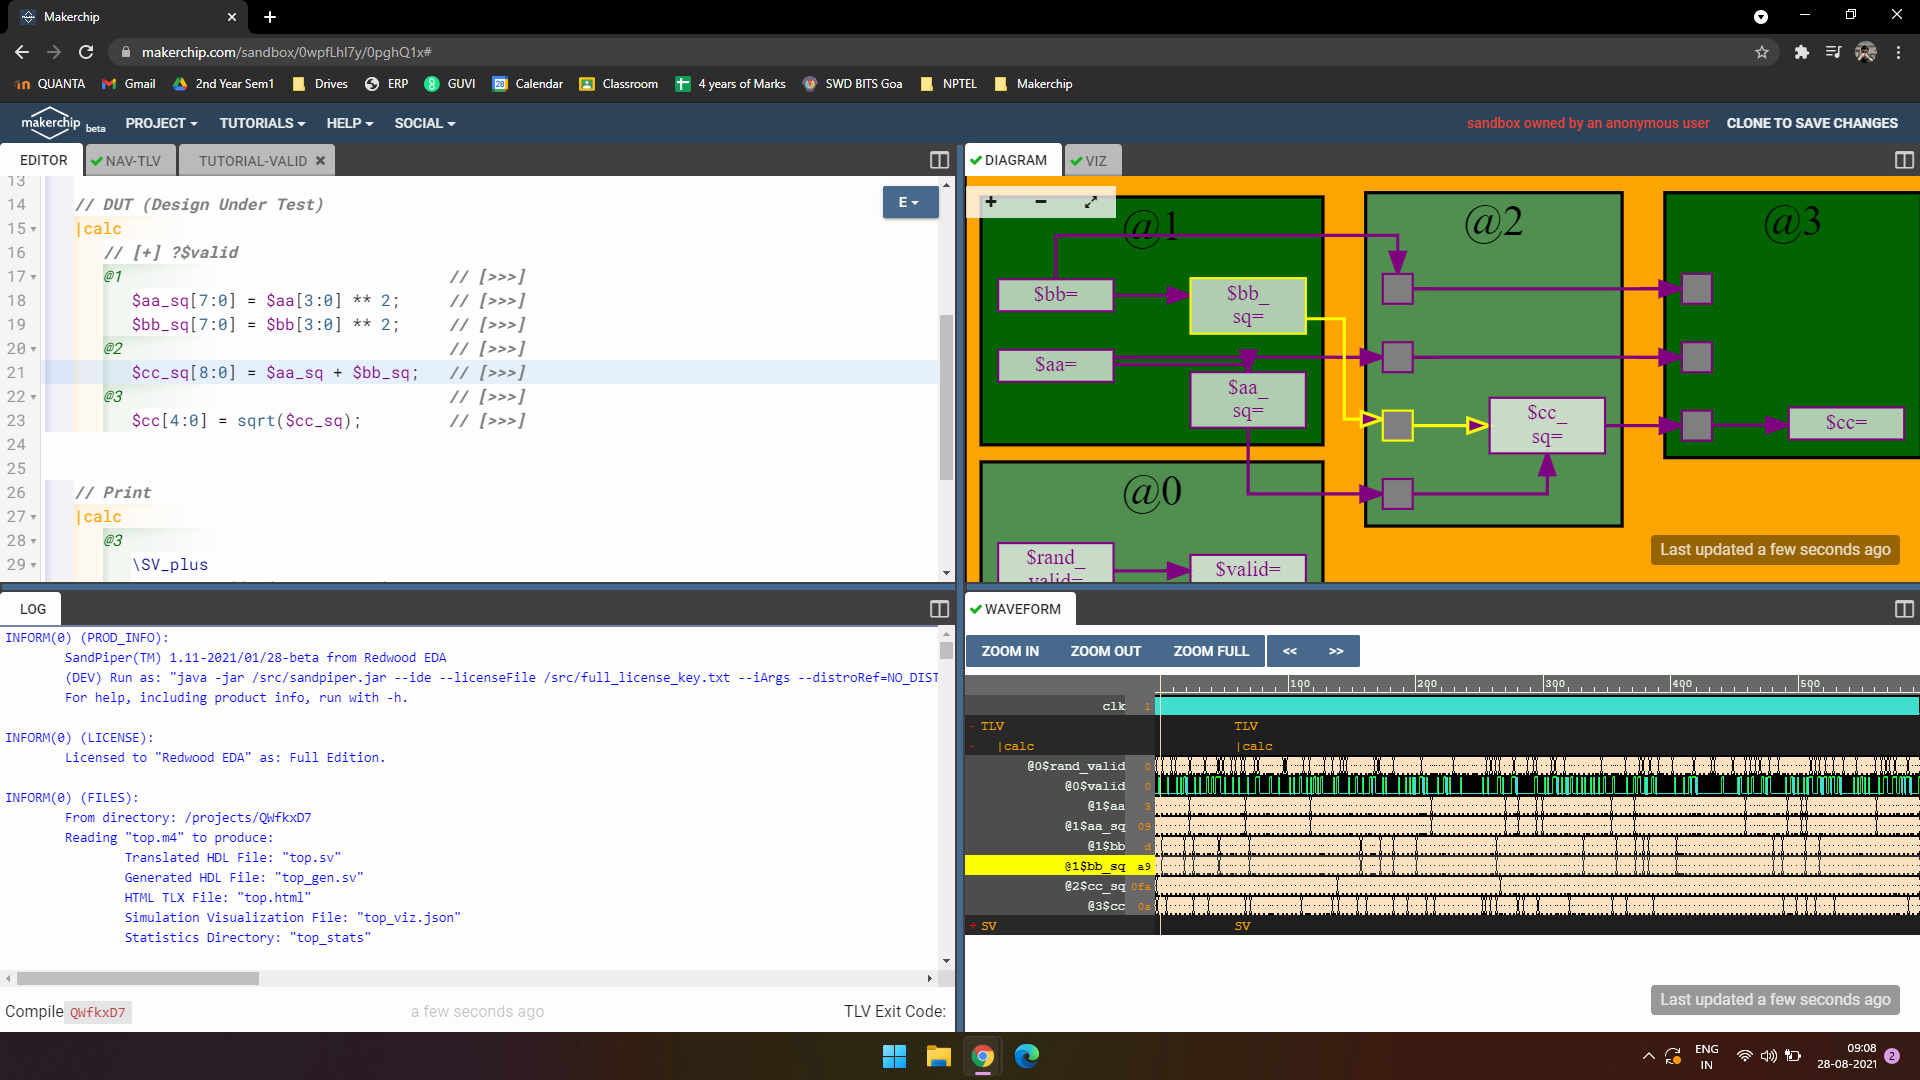 Makerchip
makerchip.com/sandbox/0wpfLhl7y/0pghQ1x#
QUANTA
Gmail
2nd Year Sem1
Drives
ERP
GUVI
Calendar
Classroom
4 years of Marks
SWD BITS Goa
NPTEL
Makerchip
makerchip beta
PROJECT
TUTORIALS
HELP
SOCIAL
sandbox owned by an anonymous user
CLONE TO SAVE CHANGES
EDITOR
NAV-TLV
TUTORIAL-VALID
E
13
14 // DUT (Design Under Test)
15 |calc
16 // [+] ?$valid
17 @1 // [>>>]
18 $aa_sq[7:0] = $aa[3:0] ** 2; // [>>>]
19 $bb_sq[7:0] = $bb[3:0] ** 2; // [>>>]
20 @2 // [>>>]
21 $cc_sq[8:0] = $aa_sq + $bb_sq; // [>>>]
22 @3 // [>>>]
23 $cc[4:0] = sqrt($cc_sq); // [>>>]
24
25
26 // Print
27 |calc
28 @3
29 \SV_plus
DIAGRAM
VIZ
+ −
@1
@2
@3
$bb=
$bb_
sq=
$aa=
$aa_
sq=
$cc_
sq=
$cc=
@0
$rand_
valid=
$valid=
Last updated a few seconds ago
LOG
INFORM(0) (PROD_INFO):
SandPiper(TM) 1.11-2021/01/28-beta from Redwood EDA
(DEV) Run as: "java -jar /src/sandpiper.jar --ide --licenseFile /src/full_license_key.txt --iArgs --distroRef=NO_DIST
For help, including product info, run with -h.
INFORM(0) (LICENSE):
Licensed to "Redwood EDA" as: Full Edition.
INFORM(0) (FILES):
From directory: /projects/QWfkxD7
Reading "top.m4" to produce:
Translated HDL File: "top.sv"
Generated HDL File: "top_gen.sv"
HTML TLX File: "top.html"
Simulation Visualization File: "top_viz.json"
Statistics Directory: "top_stats"
Compile QWfkxD7
a few seconds ago
TLV Exit Code:
WAVEFORM
ZOOM IN
ZOOM OUT
ZOOM FULL
<<
>>
100 200 300 400 500
clk 1
- TLV TLV
- |calc |calc
@0$rand_valid 0
@0$valid 0
@1$aa 3
@1$aa_sq 09
@1$bb d
@1$bb_sq a9
@2$cc_sq 0fa
@3$cc 0a
+ SV SV
Last updated a few seconds ago
ENG
IN
09:08
28-08-2021
2